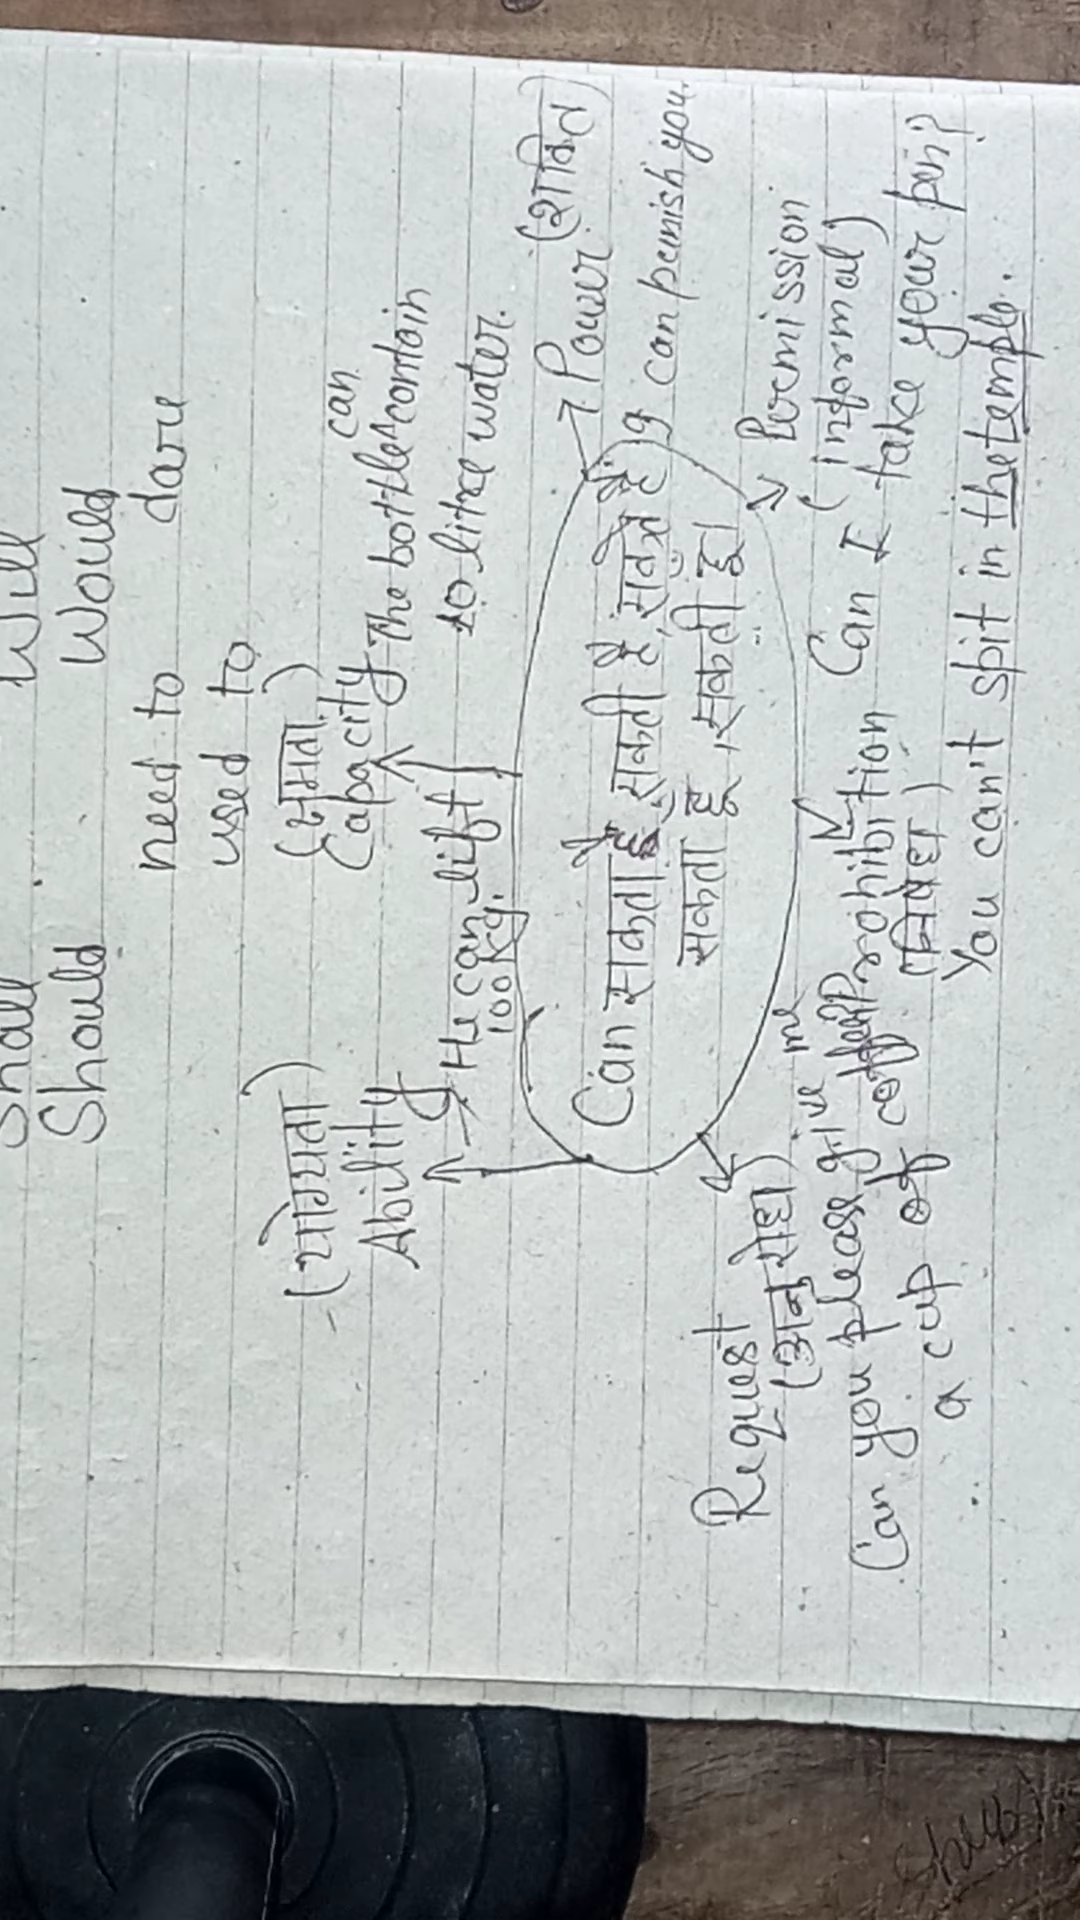 Shall Will
Should Would
need to dare
used to
(योग्यता) (क्षमता)
Ability Capacity
He can lift
100 kg.
can
The bottle contain
10 litre water.
Power (शक्ति)
I can punish you.
Can सकता है, सकती है, सकते है
सकता हूँ, सकती हूँ।
Permission
(informal)
Can I take your pen?
Request
(अनुरोध)
Can you please give me
a cup of coffee
Prohibition
(निषेध)
You can't spit in the temple.